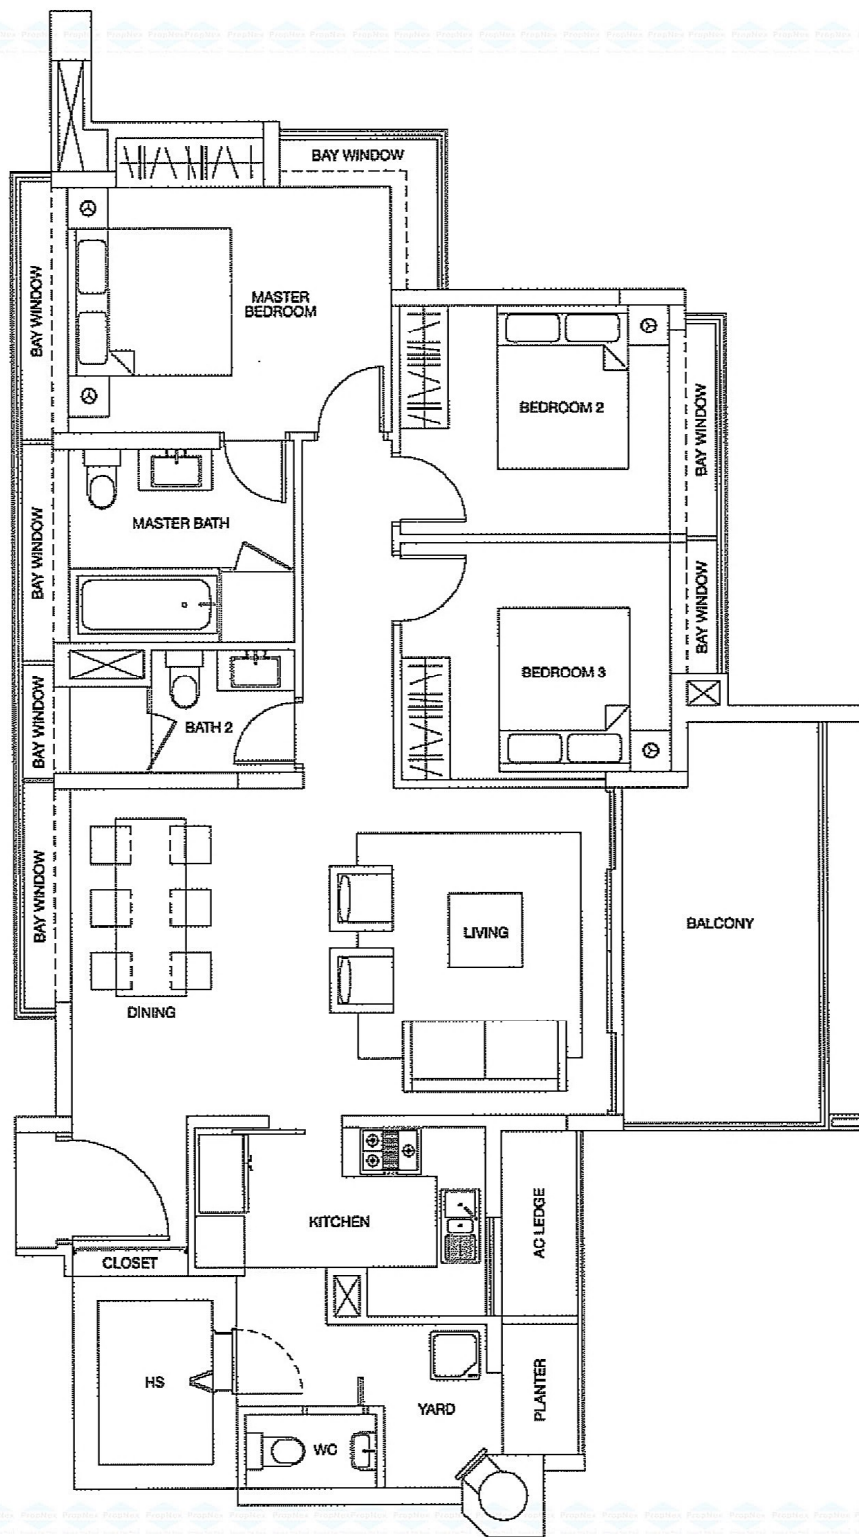 BAY WINDOW
BAY WINDOW
MASTER
BEDROOM
BEDROOM 2
BAY WINDOW
BAY WINDOW
MASTER BATH
BAY WINDOW
BEDROOM 3
BAY WINDOW
BATH 2
BAY WINDOW
LIVING
BALCONY
DINING
KITCHEN
AC LEDGE
CLOSET
HS
YARD
PLANTER
WC